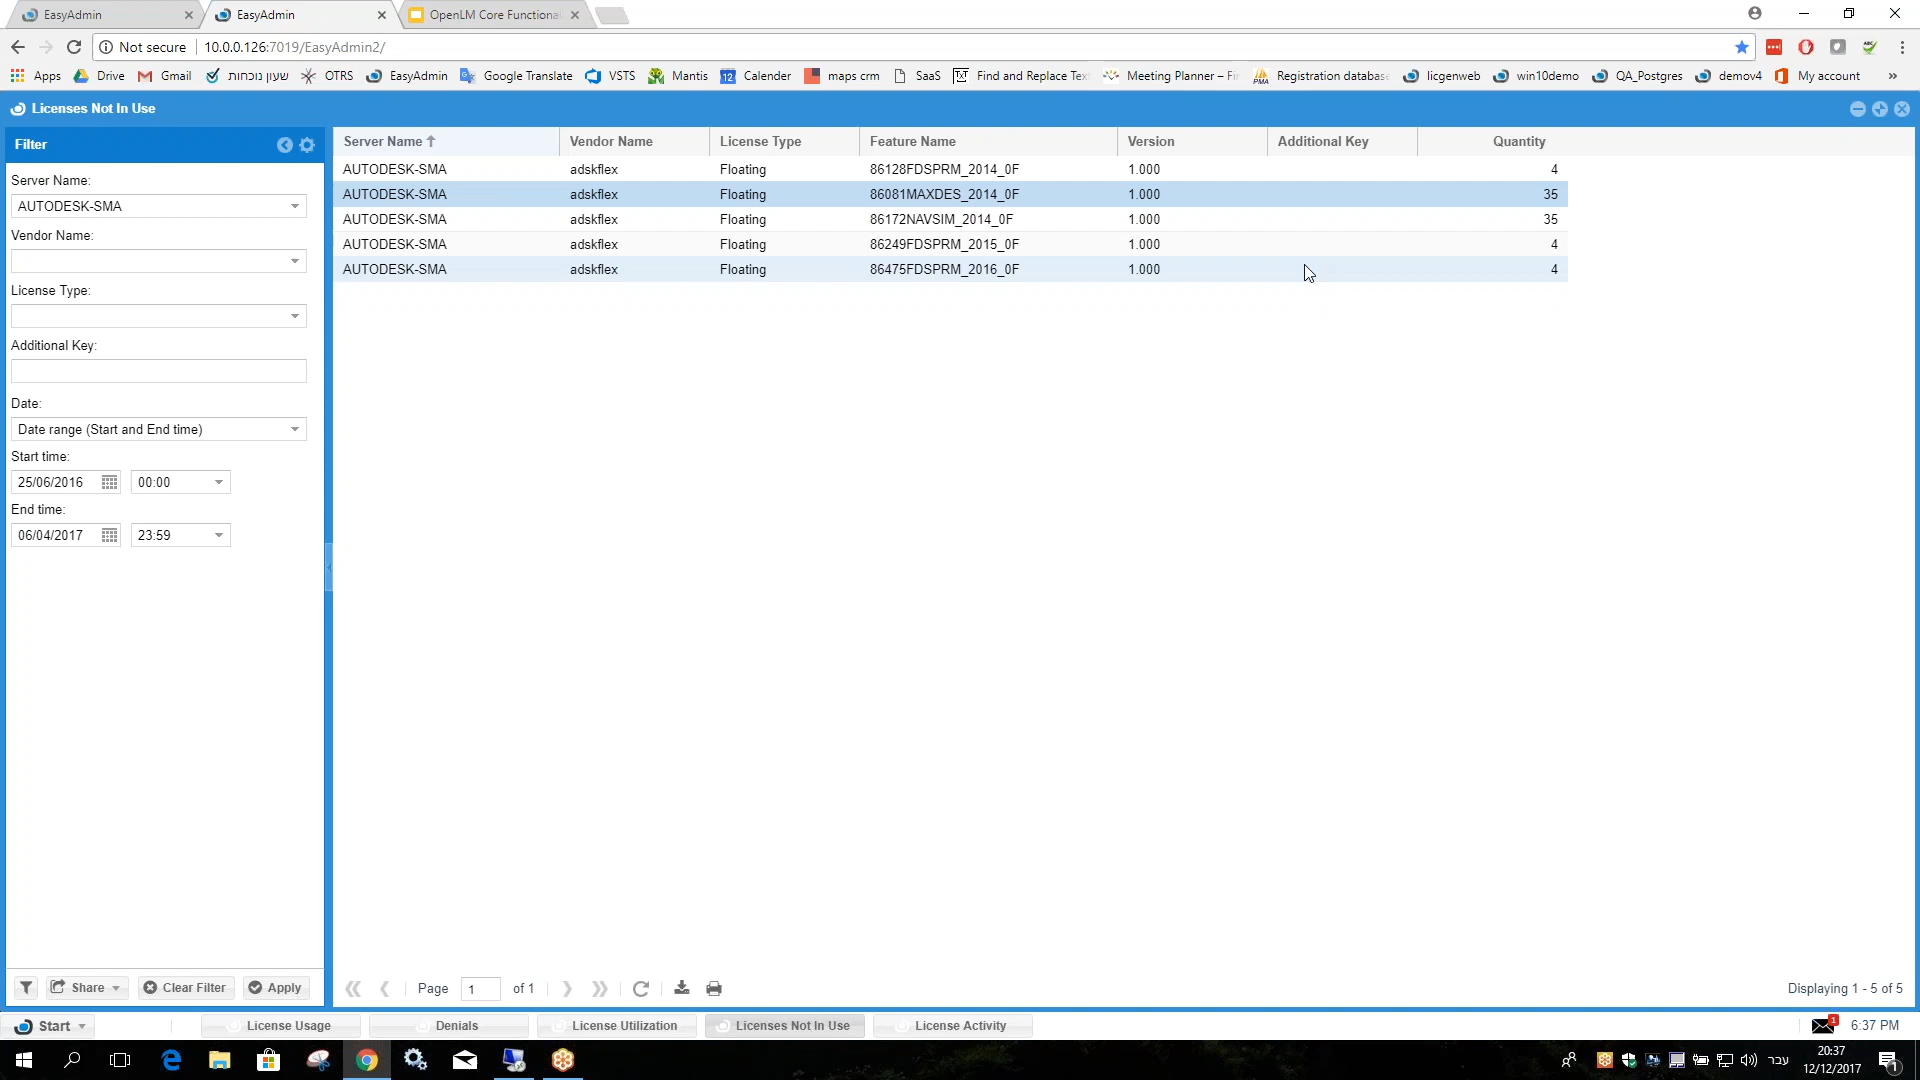 EasyAdmin
EasyAdmin
OpenLM Core Functional
Not secure
10.0.0.126:7019/EasyAdmin2/
Apps
Drive
Gmail
שעון נוכחות
OTRS
EasyAdmin
Google Translate
VSTS
Mantis
12
Calender
maps crm
SaaS
Find and Replace Text
Meeting Planner – Fi
PMA
Registration database
licgenweb
win10demo
QA_Postgres
demov4
My account
»
Licenses Not In Use
Filter
Server Name:
AUTODESK-SMA
Vendor Name:
License Type:
Additional Key:
Date:
Date range (Start and End time)
Start time:
25/06/2016 00:00
End time:
06/04/2017 23:59
Server Name Vendor Name License Type Feature Name Version Additional Key Quantity
AUTODESK-SMA adskflex Floating 86128FDSPRM_2014_0F 1.000 4
AUTODESK-SMA adskflex Floating 86081MAXDES_2014_0F 1.000 35
AUTODESK-SMA adskflex Floating 86172NAVSIM_2014_0F 1.000 35
AUTODESK-SMA adskflex Floating 86249FDSPRM_2015_0F 1.000 4
AUTODESK-SMA adskflex Floating 86475FDSPRM_2016_0F 1.000 4
Share
Clear Filter
Apply
Page 1 of 1
Displaying 1 - 5 of 5
Start
License Usage
Denials
License Utilization
Licenses Not In Use
License Activity
1
6:37 PM
עבר
20:37
12/12/2017
1